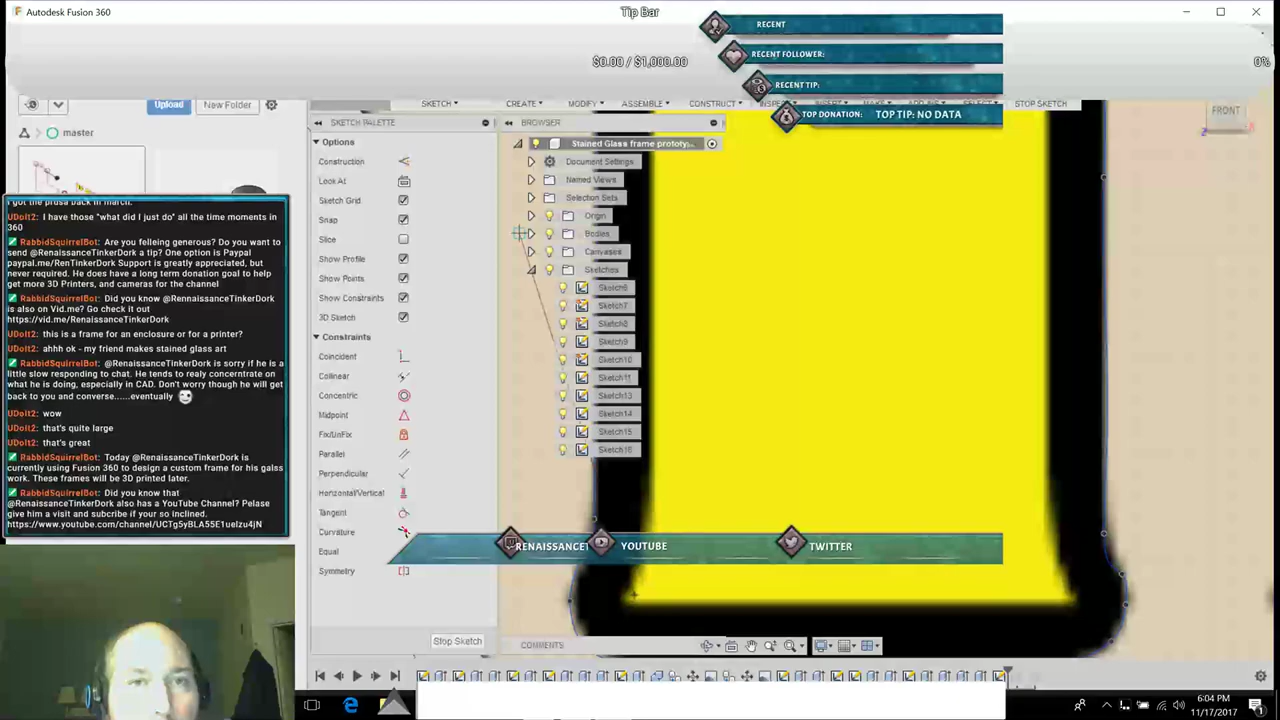 Autodesk Fusion 360
Tip Bar
RECENT
$0.00 / $1,000.00
RECENT FOLLOWER:
0%
RECENT TIP:
TOP DONATION: TOP TIP: NO DATA
Upload
New Folder
SKETCH
CREATE
MODIFY
ASSEMBLE
CONSTRUCT
STOP SKETCH
FRONT
master
SKETCH PALETTE
BROWSER
Options
Construction
Look At
Sketch Grid
Snap
Slice
Show Profile
Show Points
Show Constraints
3D Sketch
Constraints
Coincident
Collinear
Concentric
Midpoint
Fix/UnFix
Parallel
Perpendicular
Horizontal/Vertical
Tangent
Curvature
Equal
Symmetry
Stop Sketch
Stained Glass frame prototy...
Document Settings
Named Views
Selection Sets
Origin
Bodies
Canvases
Sketches
Sketch6
Sketch7
Sketch8
Sketch9
Sketch10
Sketch11
Sketch13
Sketch14
Sketch15
Sketch16
I got the prusa back in march.
UDoIt2: I have those "what did I just do" all the time moments in
360
RabbidSquirrelBot: Are you felleing generous? Do you want to
send @RenaissanceTinkerDork a tip? One option is Paypal
paypal.me/RenTinkerDork Support is greatly appreciated, but
never required. He does have a long term donation goal to help
get more 3D Printers, and cameras for the channel
RabbidSquirrelBot: Did you know @RennaissanceTinkerDork
is also on Vid.me? Go check it out
https://vid.me/RenaissanceTinkerDork
UDoIt2: this is a frame for an enclosure or for a printer?
UDoIt2: ahhh ok - my friend makes stained glass art
RabbidSquirrelBot: @RenaissanceTinkerDork is sorry if he is a
little slow responding to chat. He tends to realy concerntrate on
what he is doing, especially in CAD. Don't worry though he will get
back to you and converse......eventually
UDoIt2: wow
UDoIt2: that's quite large
UDoIt2: that's great
RabbidSquirrelBot: Today @RenaissanceTinkerDork is
currently using Fusion 360 to design a custom frame for his galss
work. These frames will be 3D printed later.
RabbidSquirrelBot: Did you know that
@RenaissanceTinkerDork also has a YouTube Channel? Pelase
give him a visit and subcribe if your so inclined.
https://www.youtube.com/channel/UCTg5yBLA55E1uelzu4jN
RENAISSANCET
YOUTUBE
TWITTER
COMMENTS
6:04 PM
11/17/2017